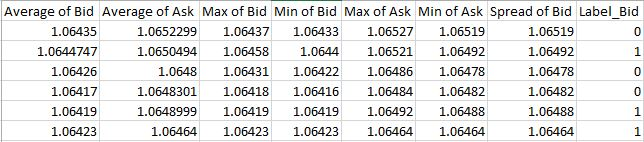 Average of Bid Average of Ask Max of Bid Min of Bid Max of Ask Min of Ask Spread of Bid Label_Bid
1.06435 1.0652299 1.06437 1.06433 1.06527 1.06519 1.06519 0
1.0644747 1.0650494 1.06458 1.0644 1.06521 1.06492 1.06492 1
1.06426 1.0648 1.06431 1.06422 1.06486 1.06478 1.06478 0
1.06417 1.0648301 1.06418 1.06416 1.06484 1.06482 1.06482 0
1.06419 1.0648999 1.06419 1.06419 1.06492 1.06488 1.06488 1
1.06423 1.06464 1.06423 1.06423 1.06464 1.06464 1.06464 1